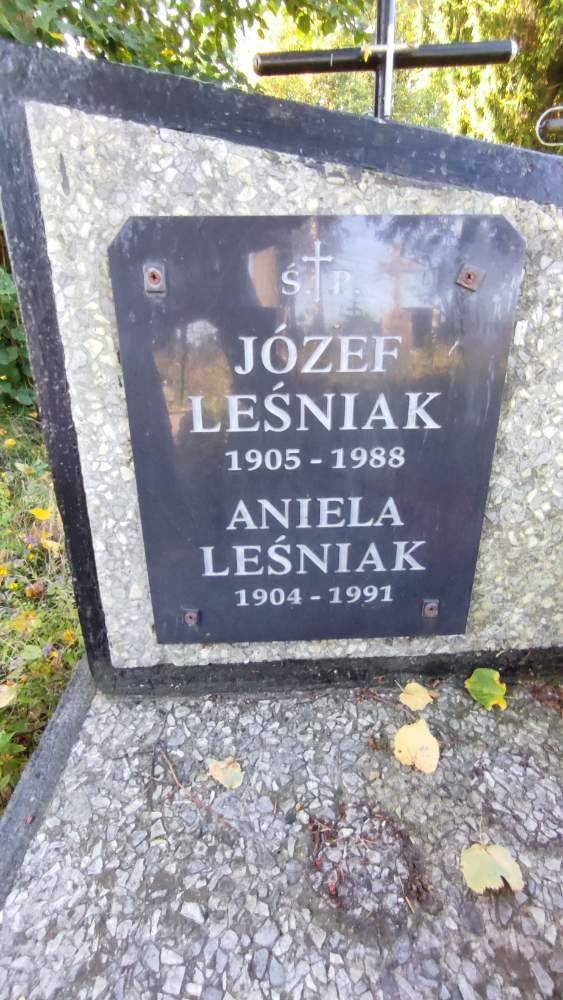 Ś. P.
JÓZEF
LEŚNIAK
1905 - 1988
ANIELA
LEŚNIAK
1904 - 1991